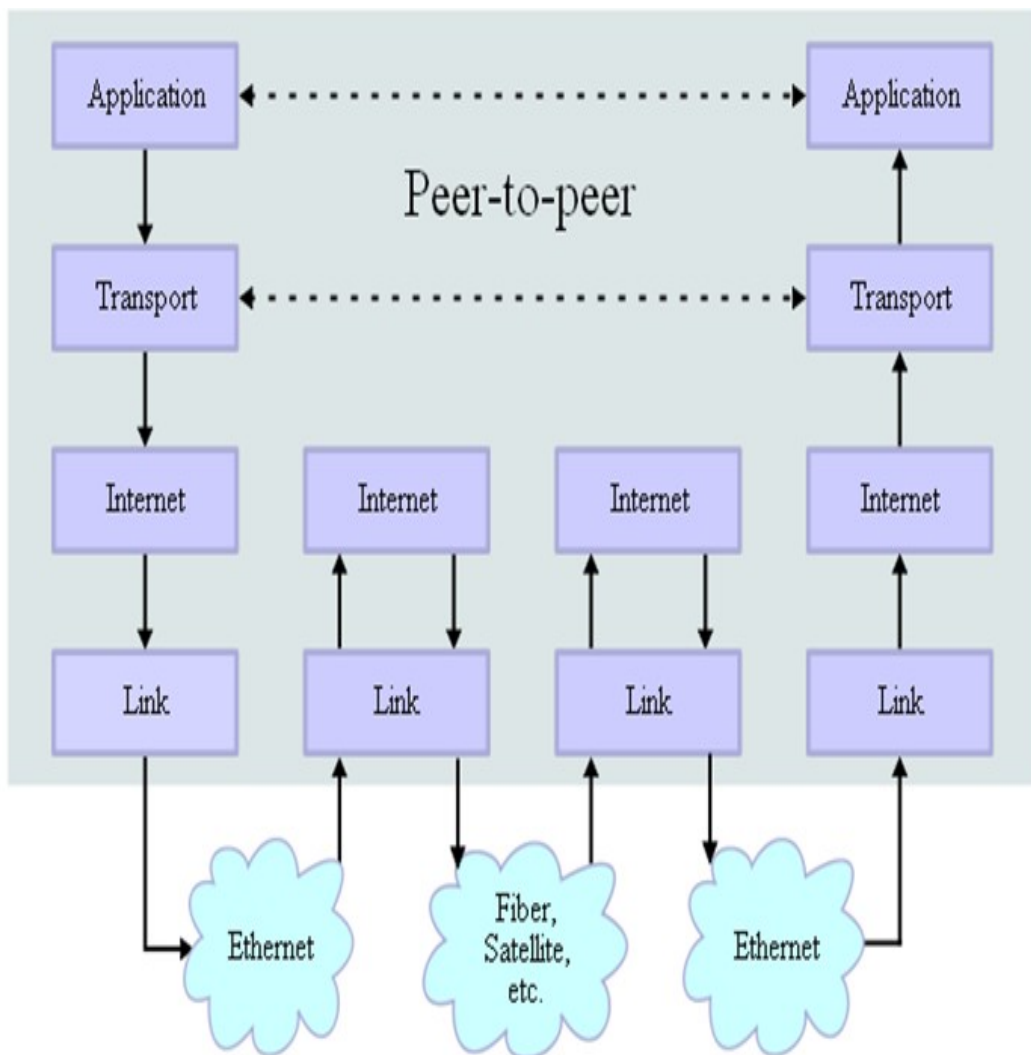 Application
Application
Peer-to-peer
Transport
Transport
Internet
Internet
Internet
Internet
Link
Link
Link
Link
Ethernet
Fiber,
Satellite,
etc.
Ethernet